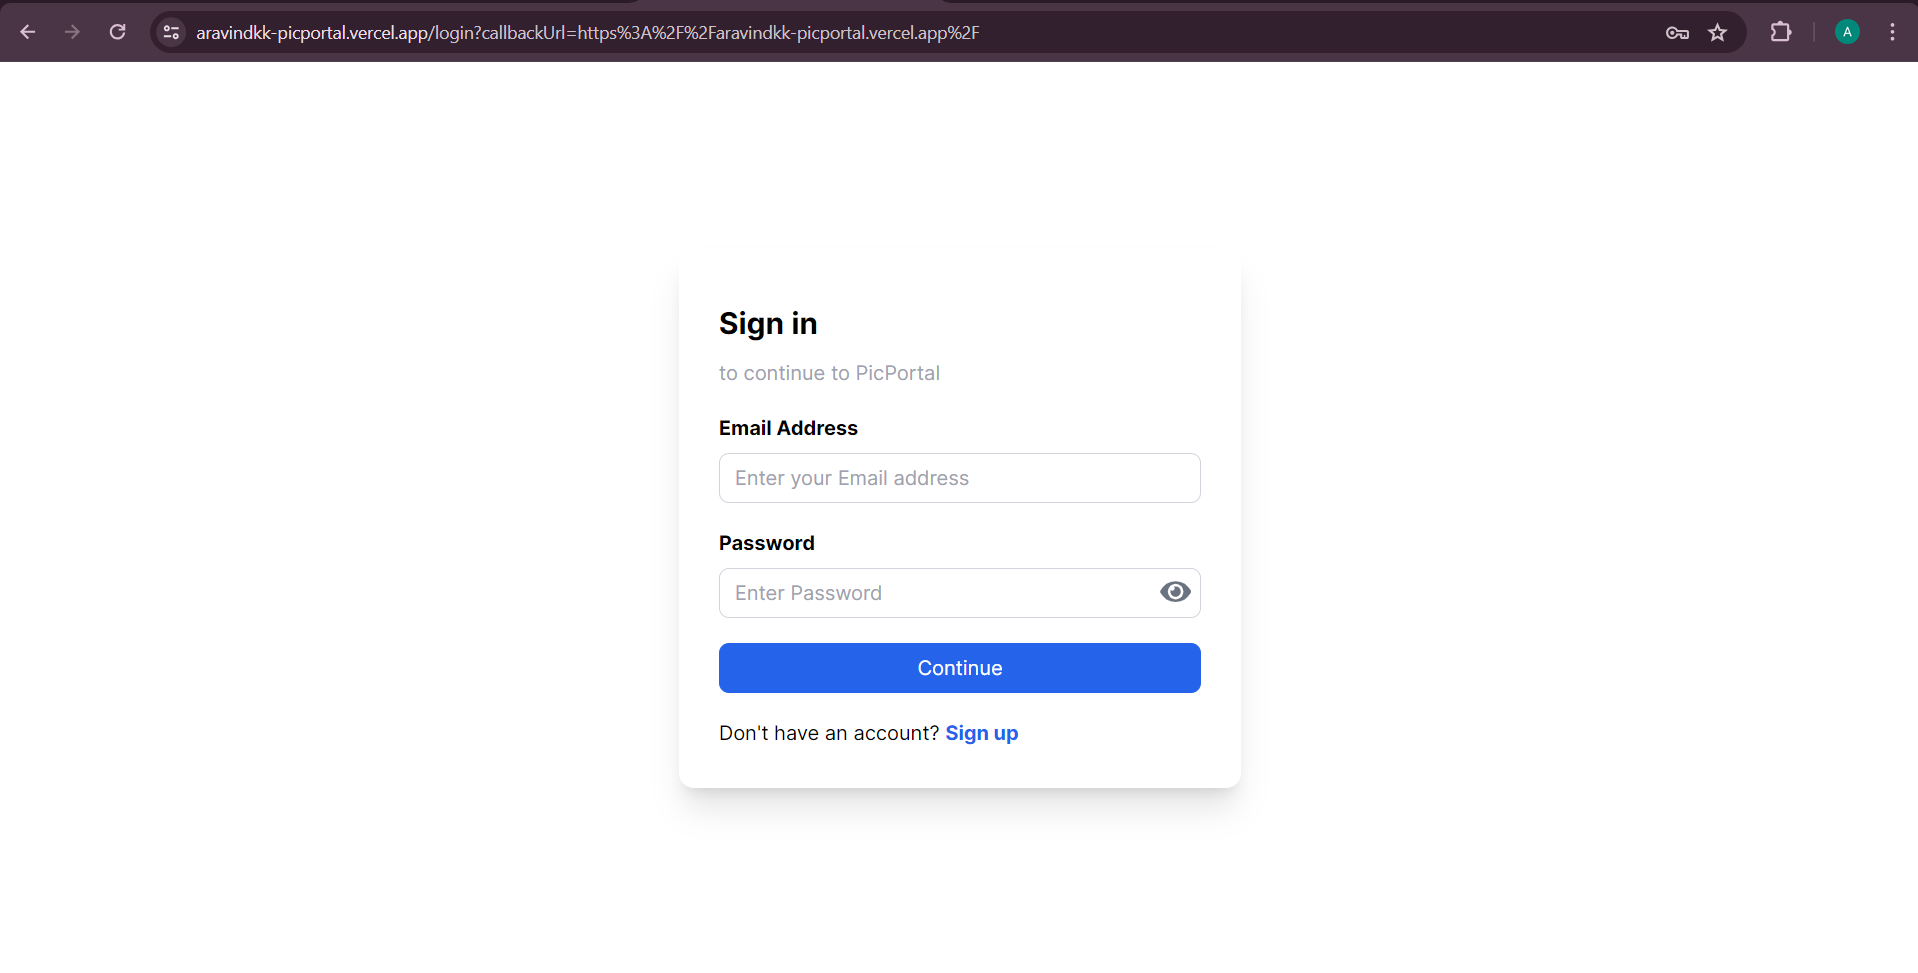 aravindkk-picportal.vercel.app/login?callbackUrl=https%3A%2F%2Faravindkk-picportal.vercel.app%2F
A
Sign in
to continue to PicPortal
Email Address
Enter your Email address
Password
Enter Password
Continue
Don't have an account? Sign up